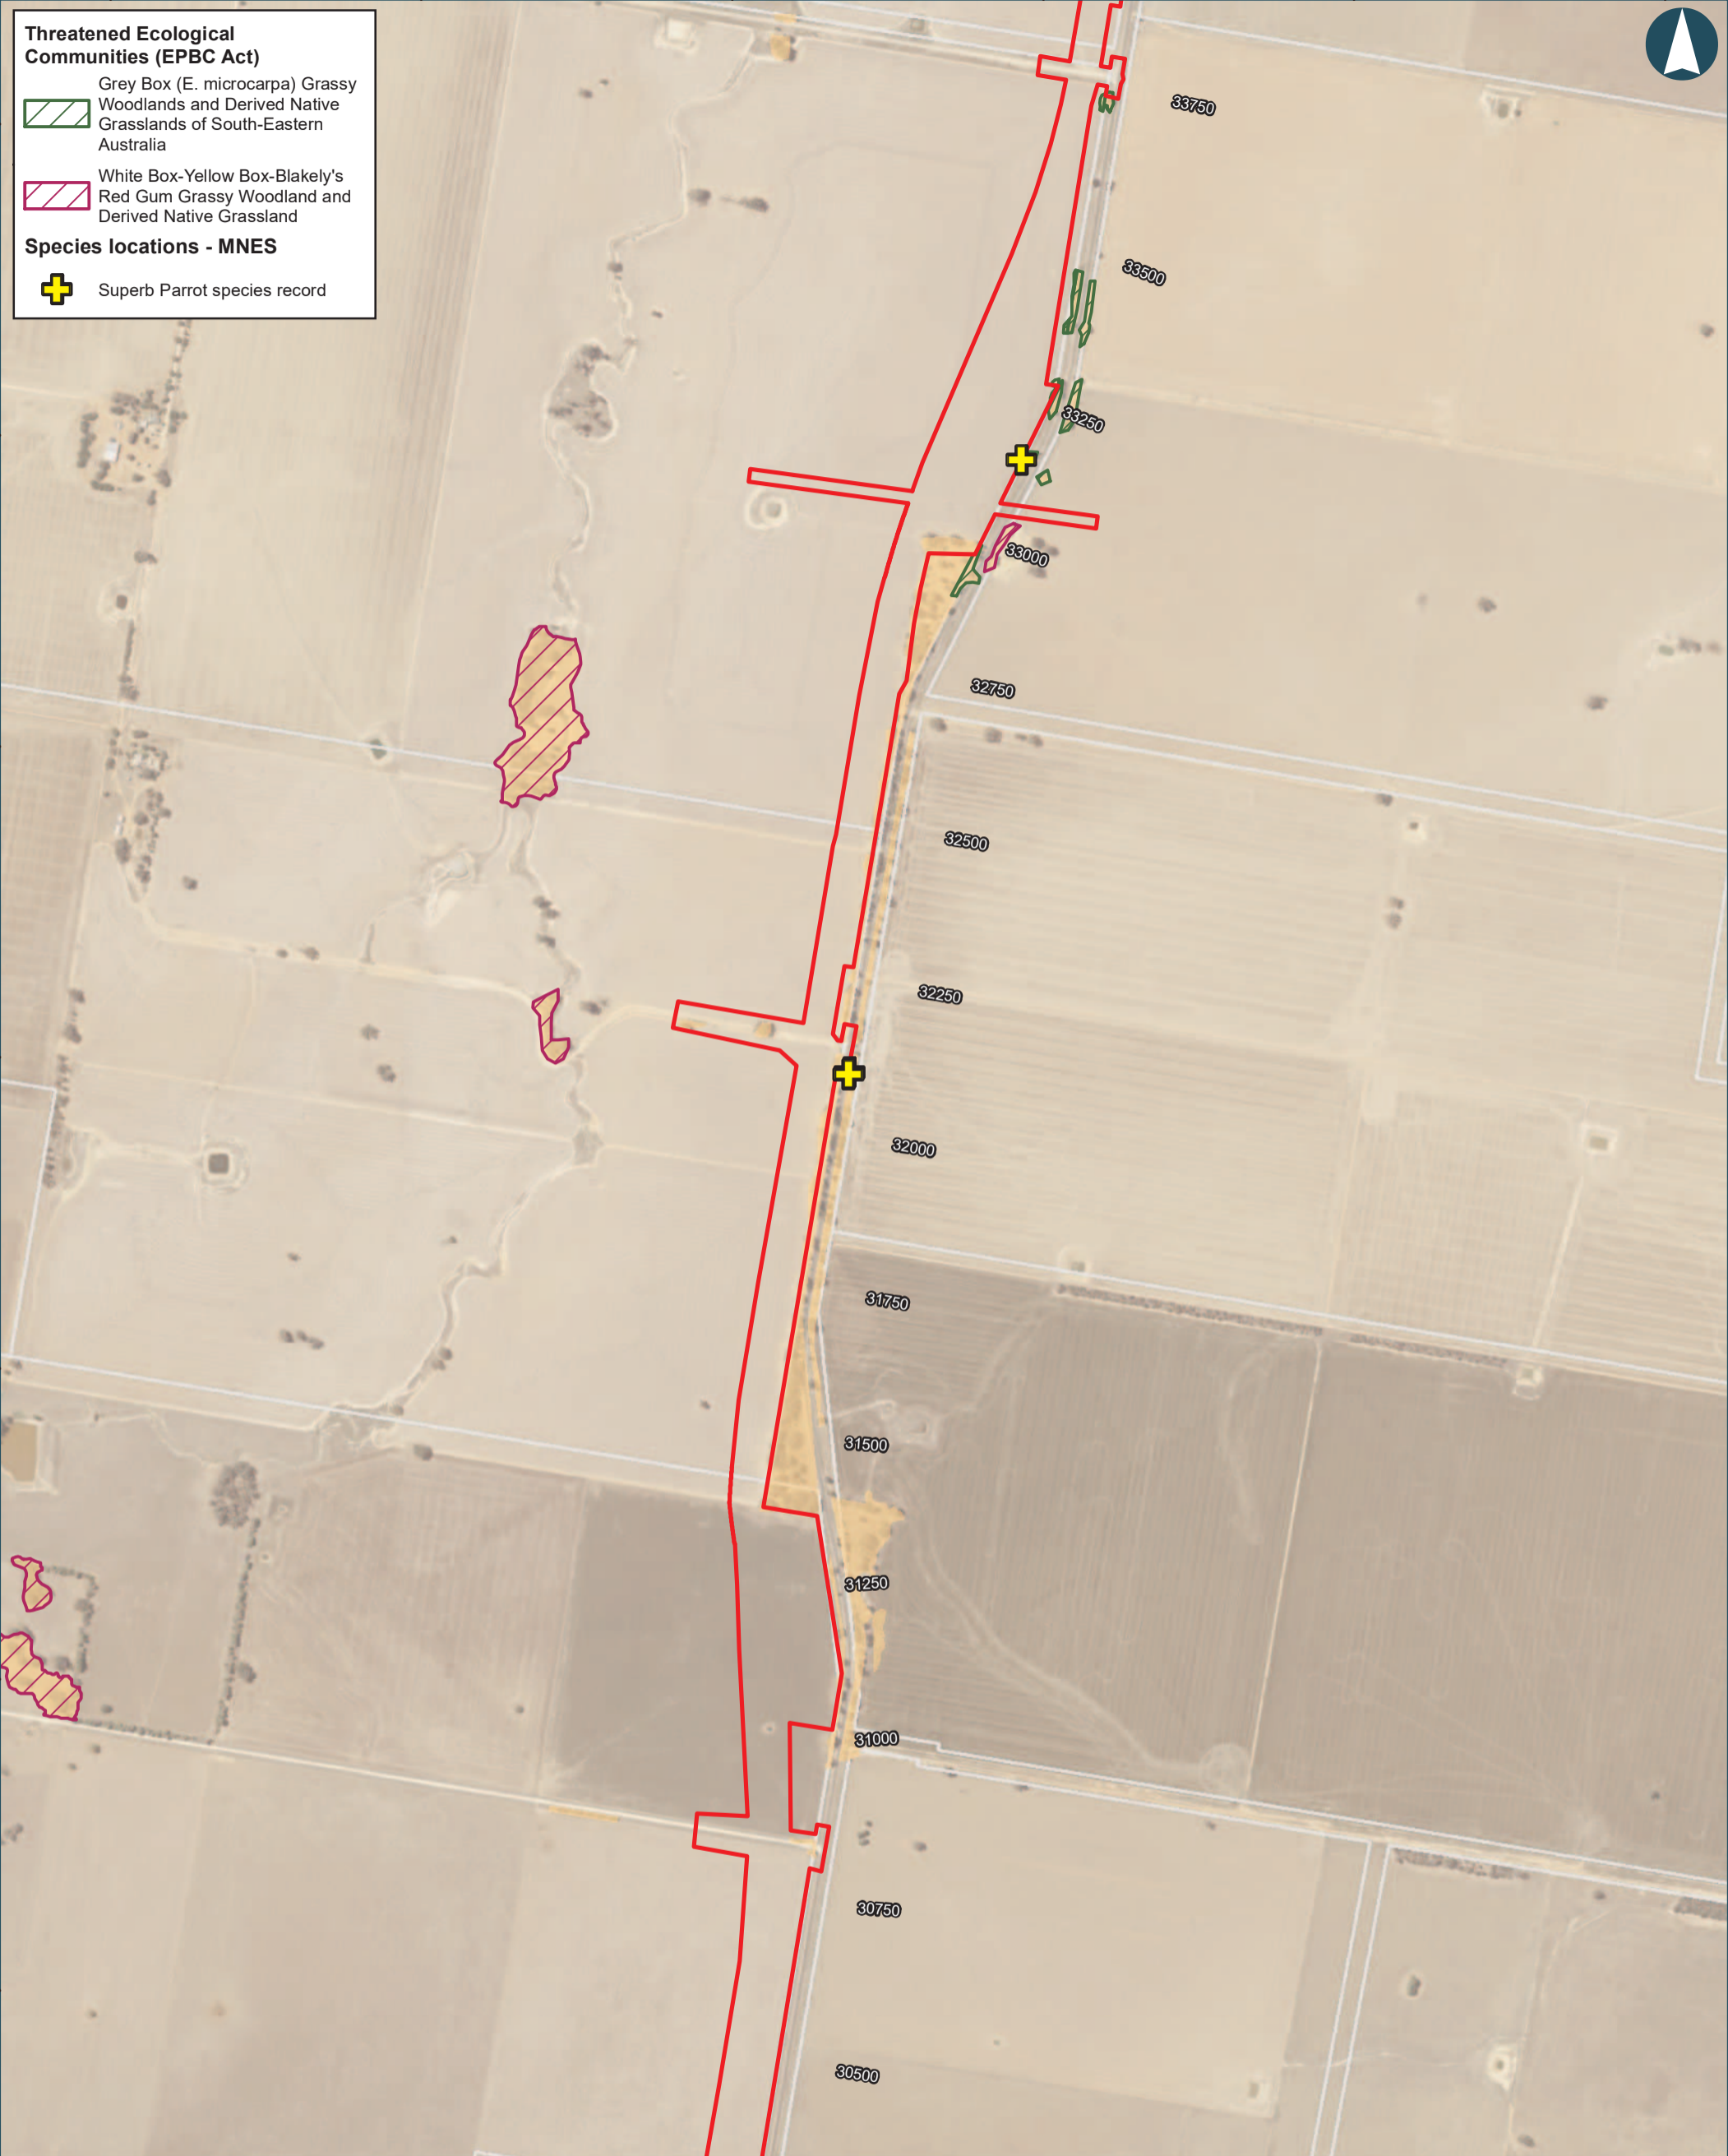 Threatened Ecological
Communities (EPBC Act)
Grey Box (E. microcarpa) Grassy
Woodlands and Derived Native
Grasslands of South-Eastern
Australia
White Box-Yellow Box-Blakely's
Red Gum Grassy Woodland and
Derived Native Grassland
Species locations - MNES
Superb Parrot species record
33750
33500
33250
33000
32750
32500
32250
32000
31750
31500
31250
31000
30750
30500